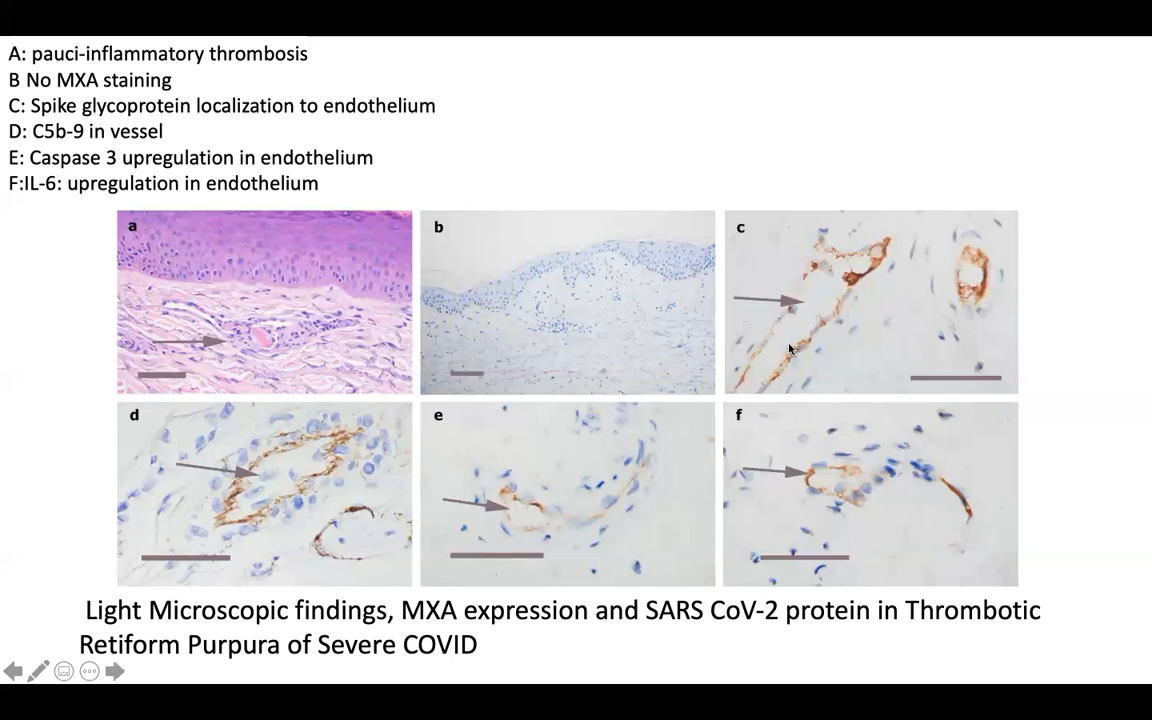 A: pauci-inflammatory thrombosis
B No MXA staining
C: Spike glycoprotein localization to endothelium
D: C5b-9 in vessel
E: Caspase 3 upregulation in endothelium
F:IL-6: upregulation in endothelium
a
b
c
d
e
f
Light Microscopic findings, MXA expression and SARS CoV-2 protein in Thrombotic
Retiform Purpura of Severe COVID